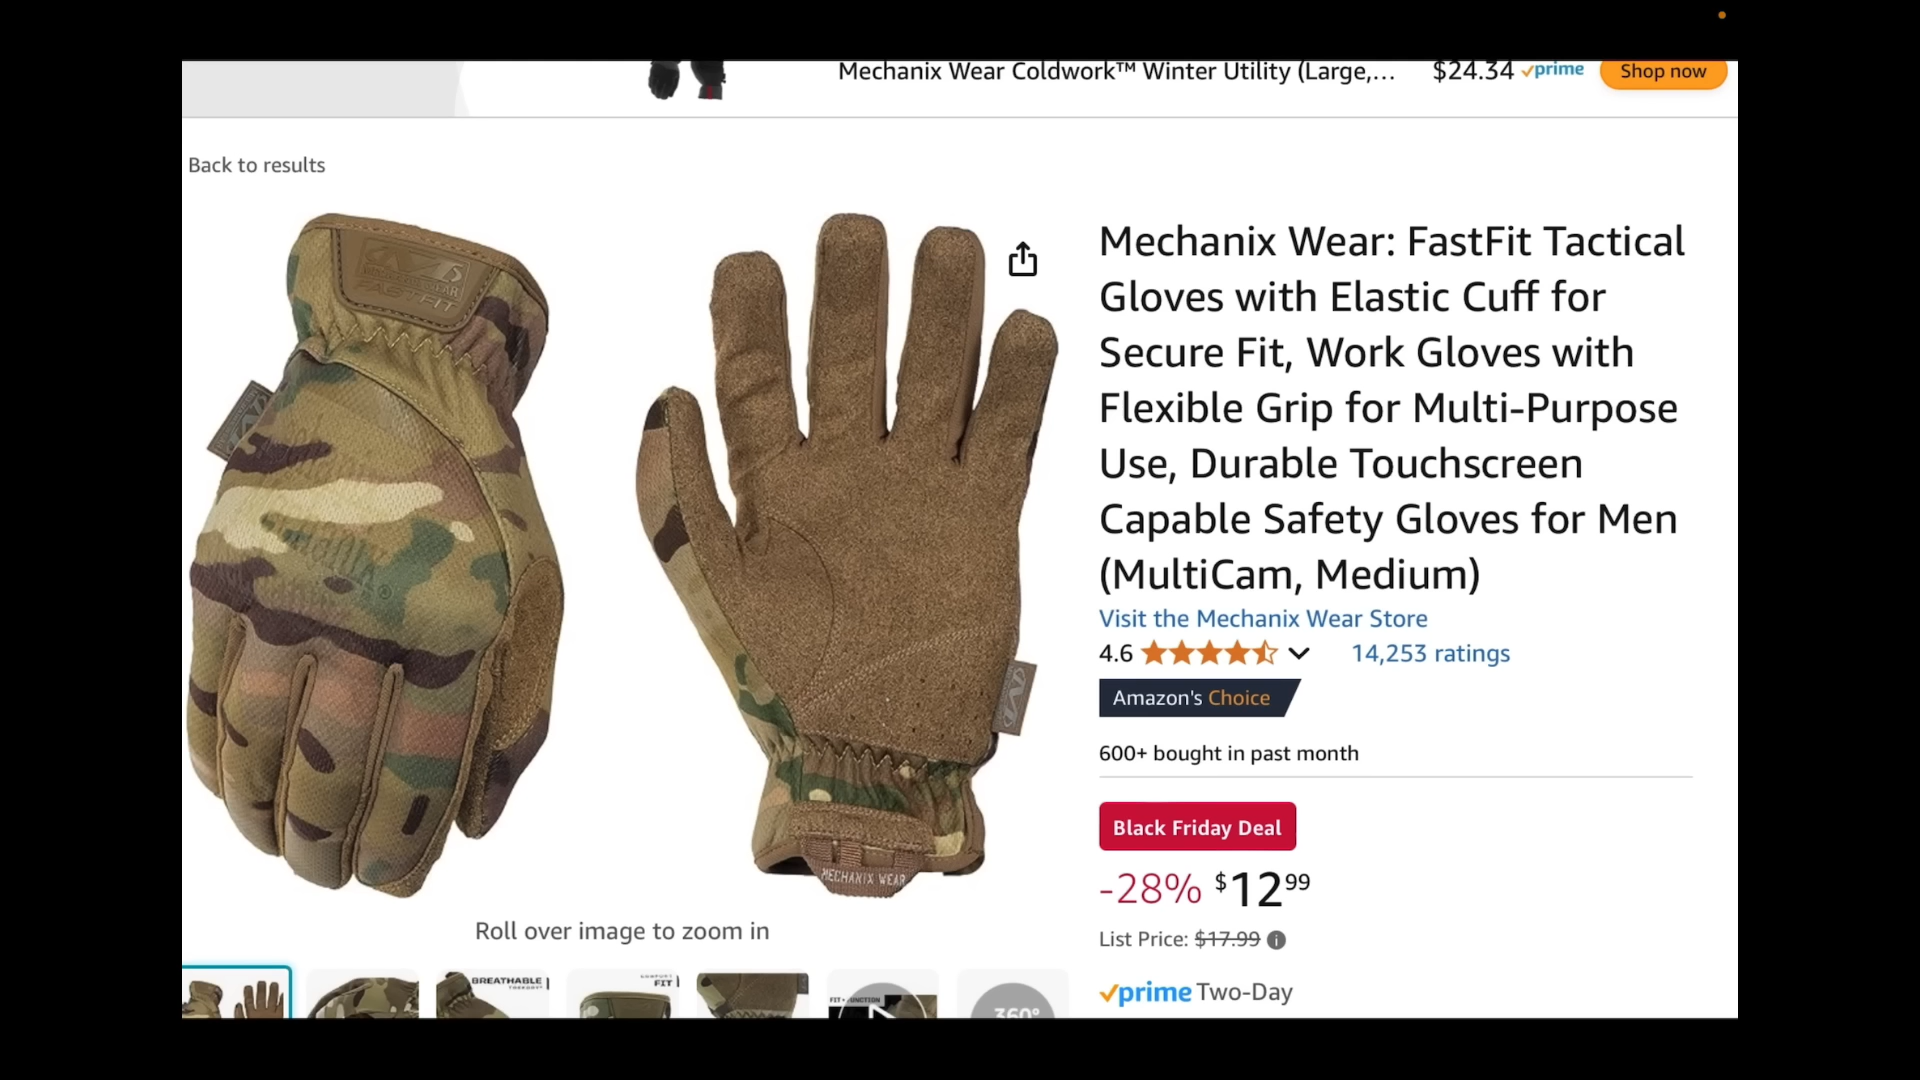 Mechanix Wear Coldwork™ Winter Utility (Large,...
$24.34 prime
Shop now
Back to results
FAST FIT
MECHANIX WEAR
Mechanix Wear: FastFit Tactical
Gloves with Elastic Cuff for
Secure Fit, Work Gloves with
Flexible Grip for Multi-Purpose
Use, Durable Touchscreen
Capable Safety Gloves for Men
(MultiCam, Medium)
Visit the Mechanix Wear Store
4.6
14,253 ratings
Amazon's Choice
600+ bought in past month
Black Friday Deal
-28% $12 99
List Price: $17.99
prime Two-Day
Roll over image to zoom in
BREATHABLE
FIT
360°